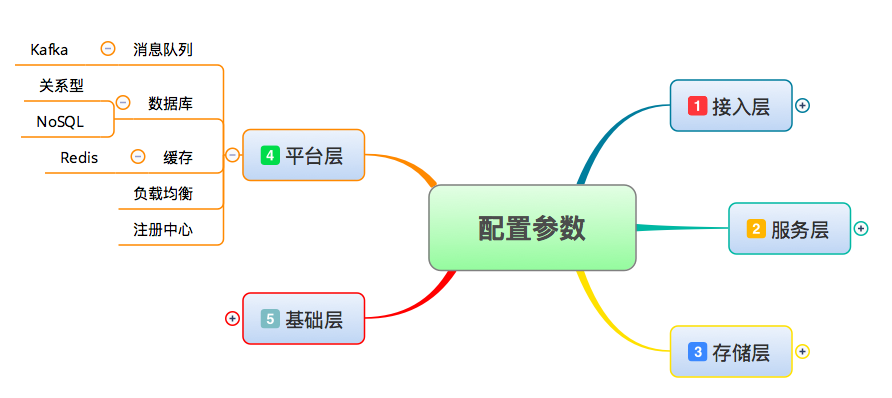 配置参数
1 接入层
2 服务层
3 存储层
4 平台层
消息队列
Kafka
数据库
关系型
NoSQL
缓存
Redis
负载均衡
注册中心
5 基础层